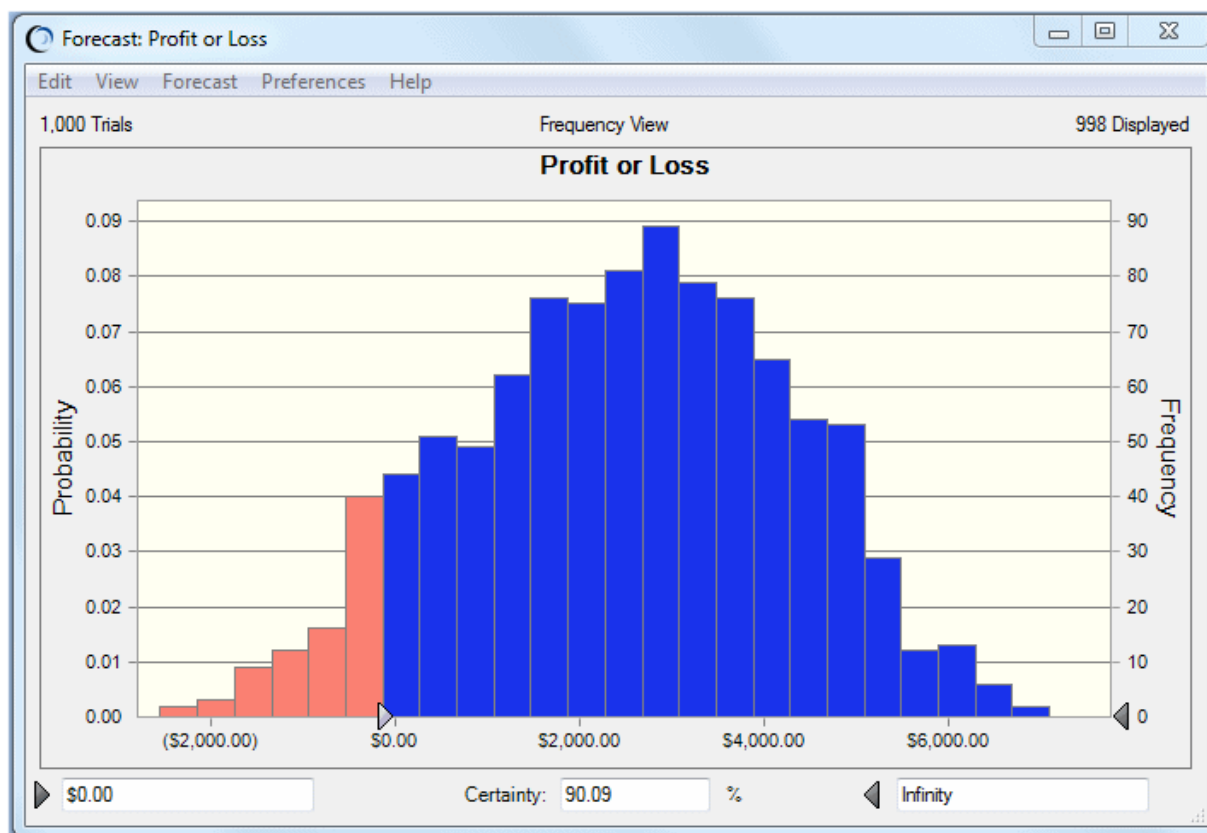 Forecast: Profit or Loss
Edit View Forecast Preferences Help
1,000 Trials Frequency View 998 Displayed
Profit or Loss
0.09 90
0.08 80
0.07 70
0.06 60
0.05 50
0.04 40
0.03 30
0.02 20
0.01 10
0.00 0
Probability
Frequency
($2,000.00) $0.00 $2,000.00 $4,000.00 $6,000.00
$0.00 Certainty: 90.09 % Infinity